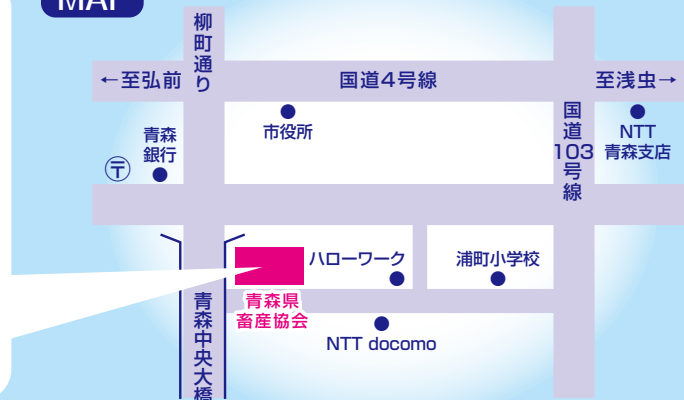 MAP
柳町通り
←至弘前
国道4号線
至浅虫→
市役所
国道103号線
NTT
青森支店
青森
銀行
〒
ハローワーク
浦町小学校
青森県
畜産協会
青森中央大橋
NTT docomo